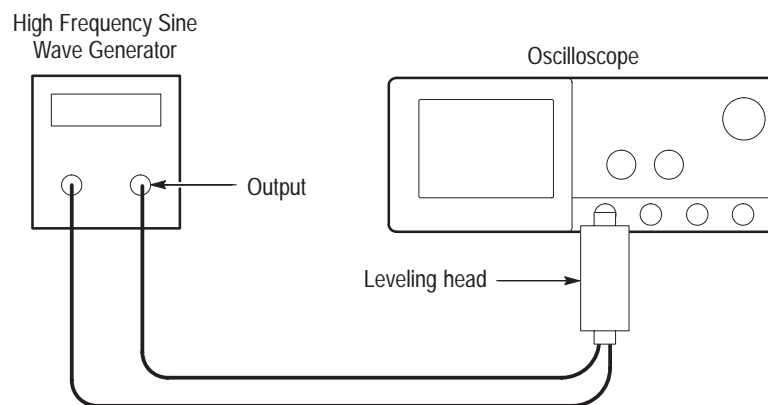 High Frequency Sine
Wave Generator
Oscilloscope
Output
Leveling head